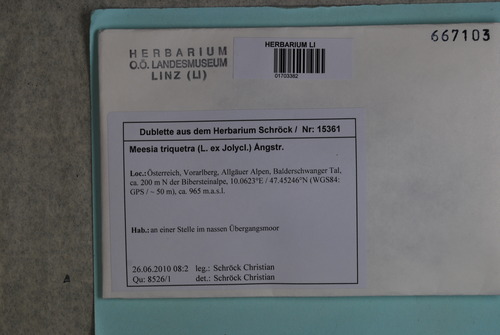 667103
HERBARIUM
O.Ö. LANDESMUSEUM
LINZ (LI)
HERBARIUM LI
01703382
Dublette aus dem Herbarium Schröck / Nr: 15361
Meesia triquetra (L. ex Jolycl.) Ångstr.
Loc.: Österreich, Vorarlberg, Allgäuer Alpen, Balderschwanger Tal,
ca. 200 m N der Bibersteinalpe, 10.0623°E / 47.45246°N (WGS84:
GPS / ~ 50 m), ca. 965 m.a.s.l.
Hab.: an einer Stelle im nassen Übergangsmoor
26.06.2010 08:2 leg.: Schröck Christian
Qu: 8526/1 det.: Schröck Christian